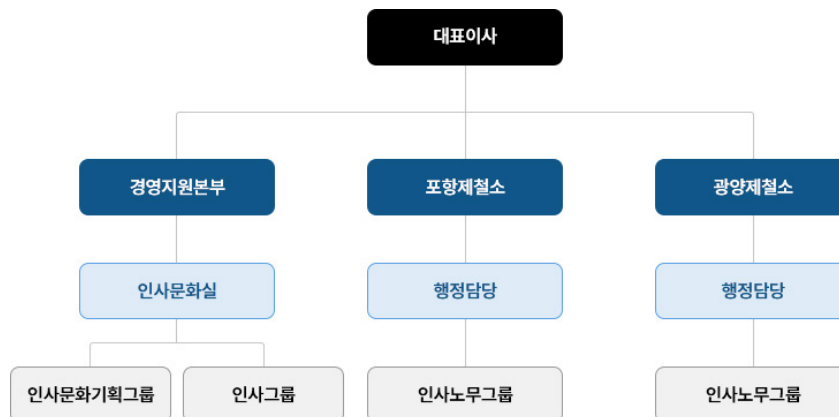 대표이사
경영지원본부
포항제철소
광양제철소
인사문화실
행정담당
행정담당
인사문화기획그룹
인사그룹
인사노무그룹
인사노무그룹